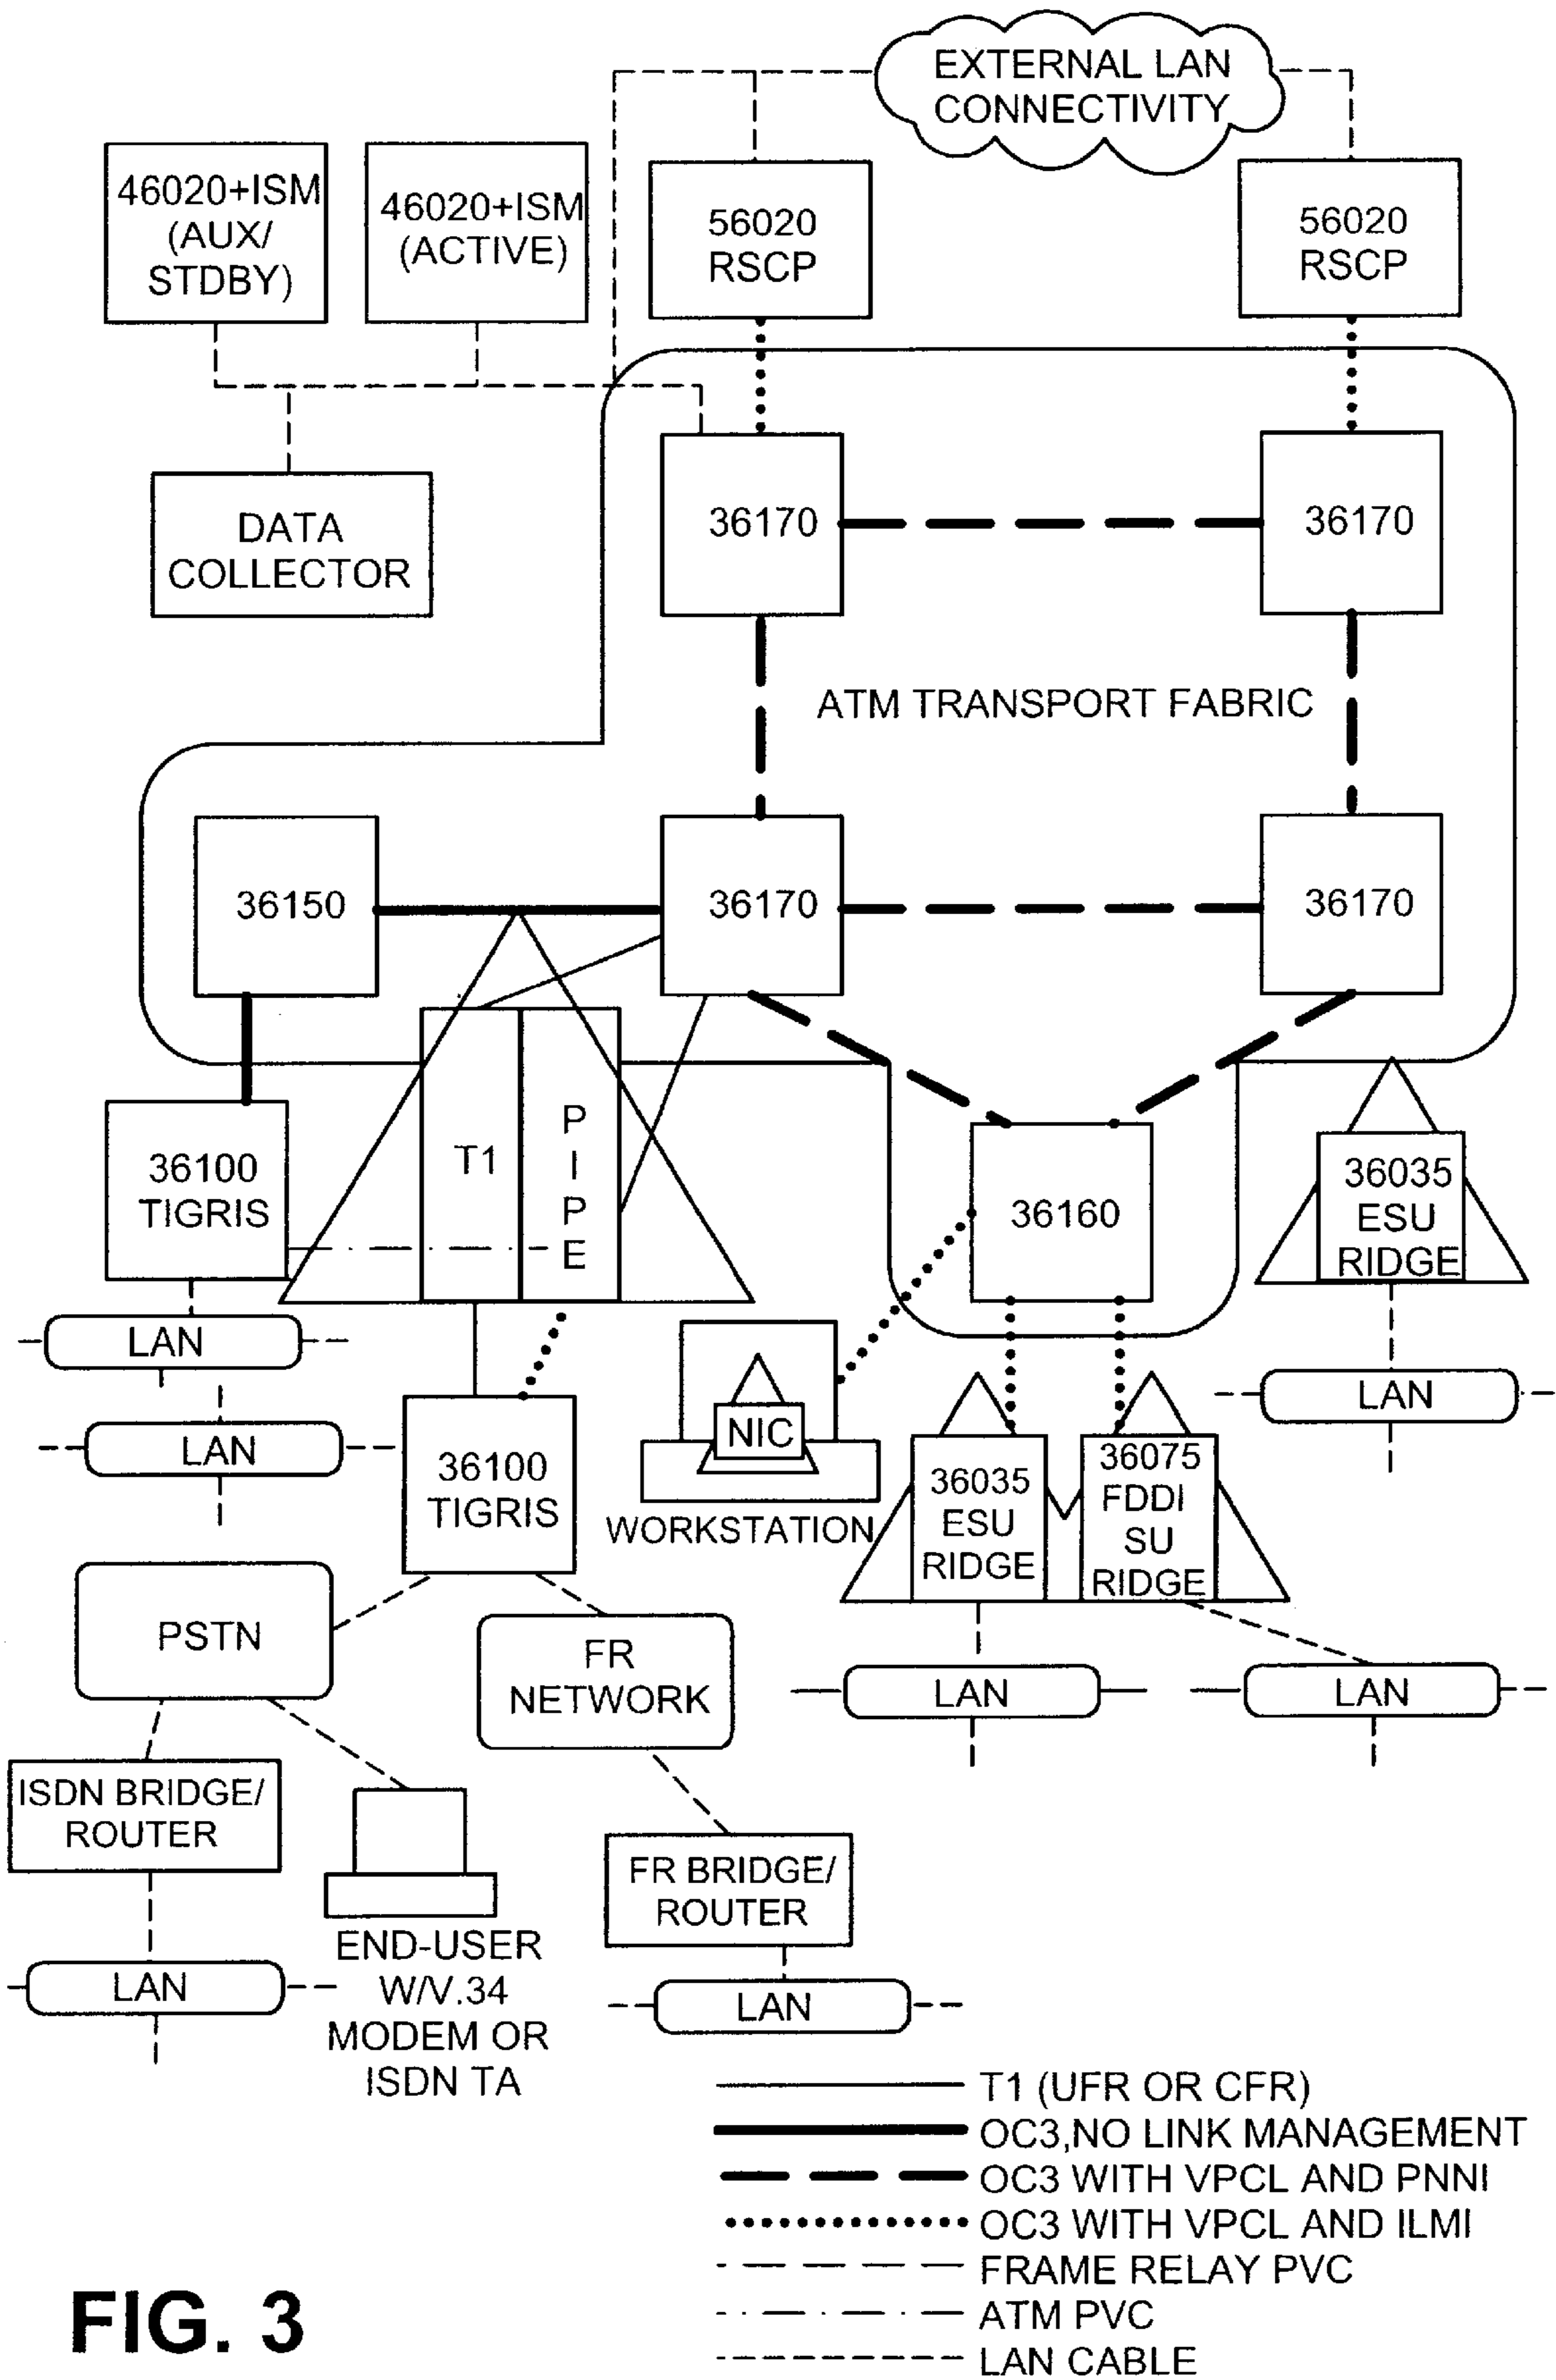 EXTERNAL LAN
CONNECTIVITY
46020+ISM
(AUX/
STDBY)
46020+ISM
(ACTIVE)
56020
RSCP
56020
RSCP
DATA
COLLECTOR
36170
36170
ATM TRANSPORT FABRIC
36150
36170
36170
36100
TIGRIS
T1
P
I
P
E
36160
36035
ESU
RIDGE
LAN
LAN
LAN
36100
TIGRIS
NIC
WORKSTATION
36035
ESU
RIDGE
36075
FDDI
SU
RIDGE
PSTN
FR
NETWORK
LAN
LAN
ISDN BRIDGE/
ROUTER
FR BRIDGE/
ROUTER
END-USER
W/V.34
MODEM OR
ISDN TA
LAN
LAN
T1 (UFR OR CFR)
OC3,NO LINK MANAGEMENT
OC3 WITH VPCL AND PNNI
OC3 WITH VPCL AND ILMI
FRAME RELAY PVC
ATM PVC
LAN CABLE
FIG. 3